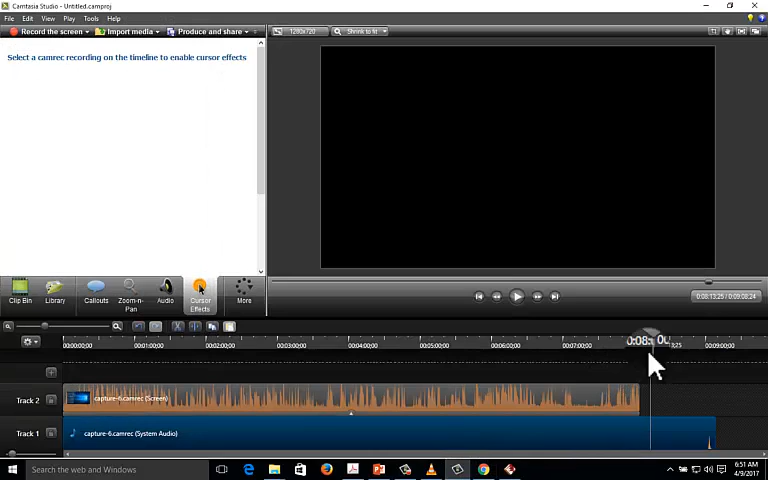 Camtasia Studio - Untitled.camproj
File Edit View Play Tools Help
Record the screen Import media Produce and share
1280x720 Shrink to fit
Select a camrec recording on the timeline to enable cursor effects
Clip Bin Library Callouts Zoom-n-Pan Audio Cursor Effects More
0:08:13;25 / 0:09:08;24
00:00:00;00 00:01:00;00 00:02:00;00 00:03:00;00 00:04:00;00 00:05:00;00 00:06:00;00 00:07:00;00 00:09:00;00
Track 2 capture-6.camrec (Screen)
Track 1 capture-6.camrec (System Audio)
Search the web and Windows
6:51 AM
4/9/2017